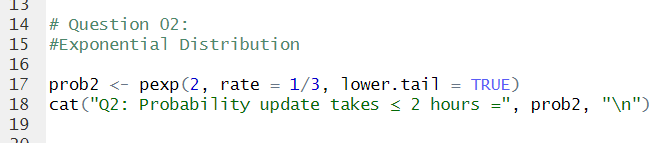 13
14 # Question 02:
15 #Exponential Distribution
16
17 prob2 <- pexp(2, rate = 1/3, lower.tail = TRUE)
18 cat("Q2: Probability update takes ≤ 2 hours =", prob2, "\n")
19
20